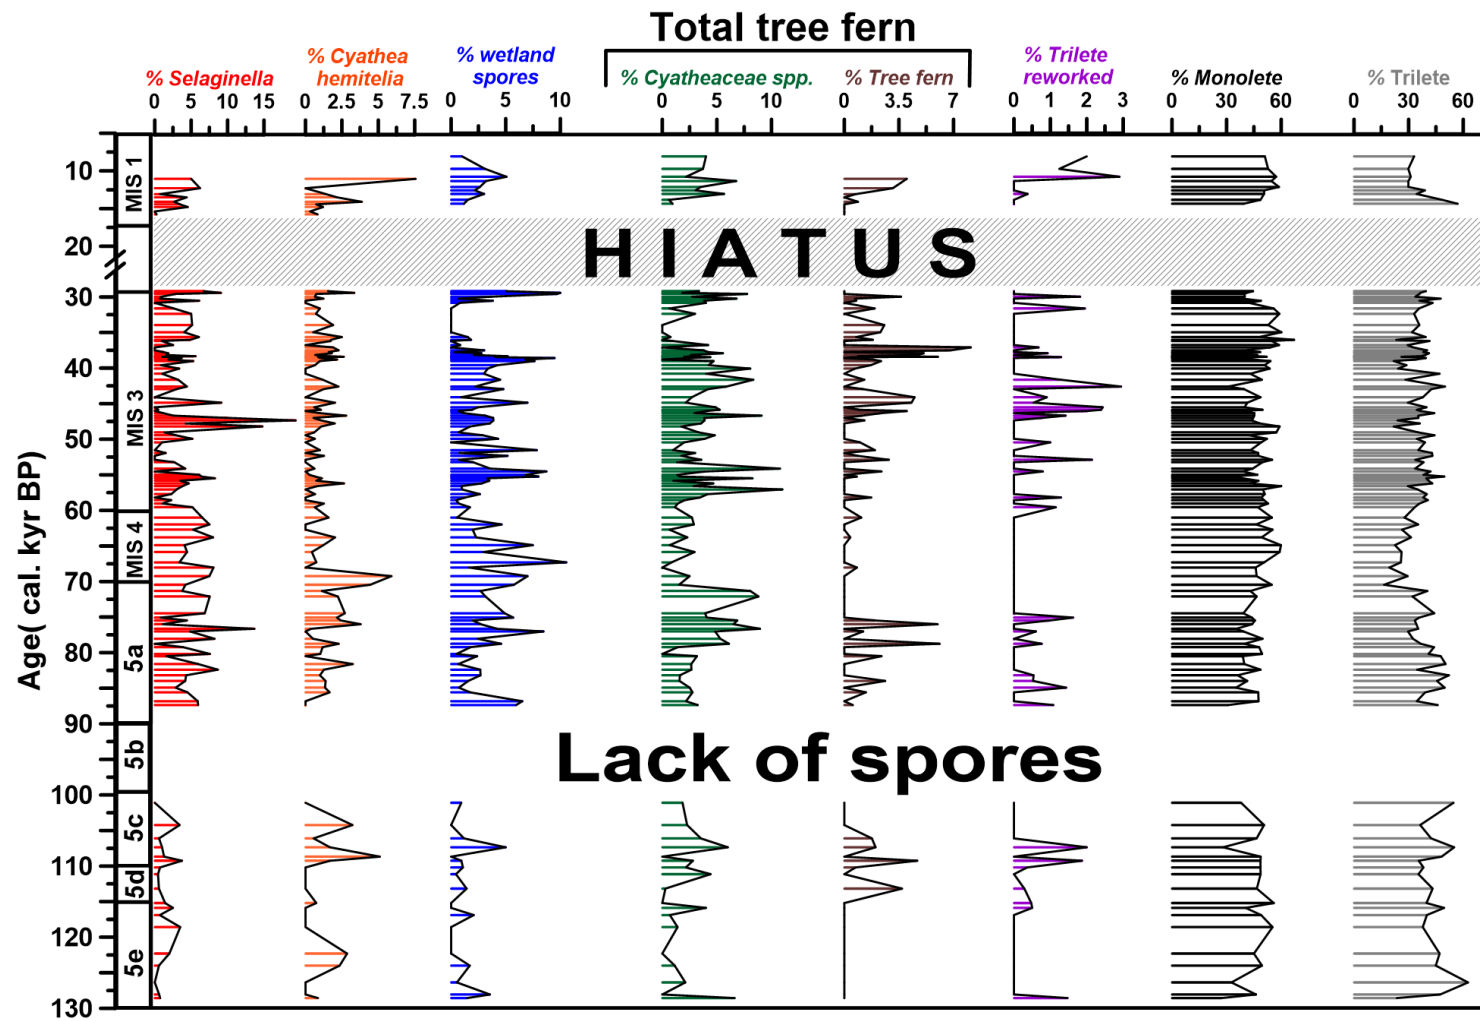 Total tree fern
% Selaginella
% Cyathea
hemitelia
% wetland
spores
% Cyatheaceae spp.
% Tree fern
% Trilete
reworked
% Monolete
% Trilete
0 5 10 15
0 2.5 5 7.5
0 5 10
0 5 10
0 3.5 7
0 1 2 3
0 30 60
0 30 60
Age( cal. kyr BP)
10
20
30
40
50
60
70
80
90
100
110
120
130
MIS 1
MIS 3
MIS 4
5a
5b
5c
5d
5e
HIATUS
Lack of spores